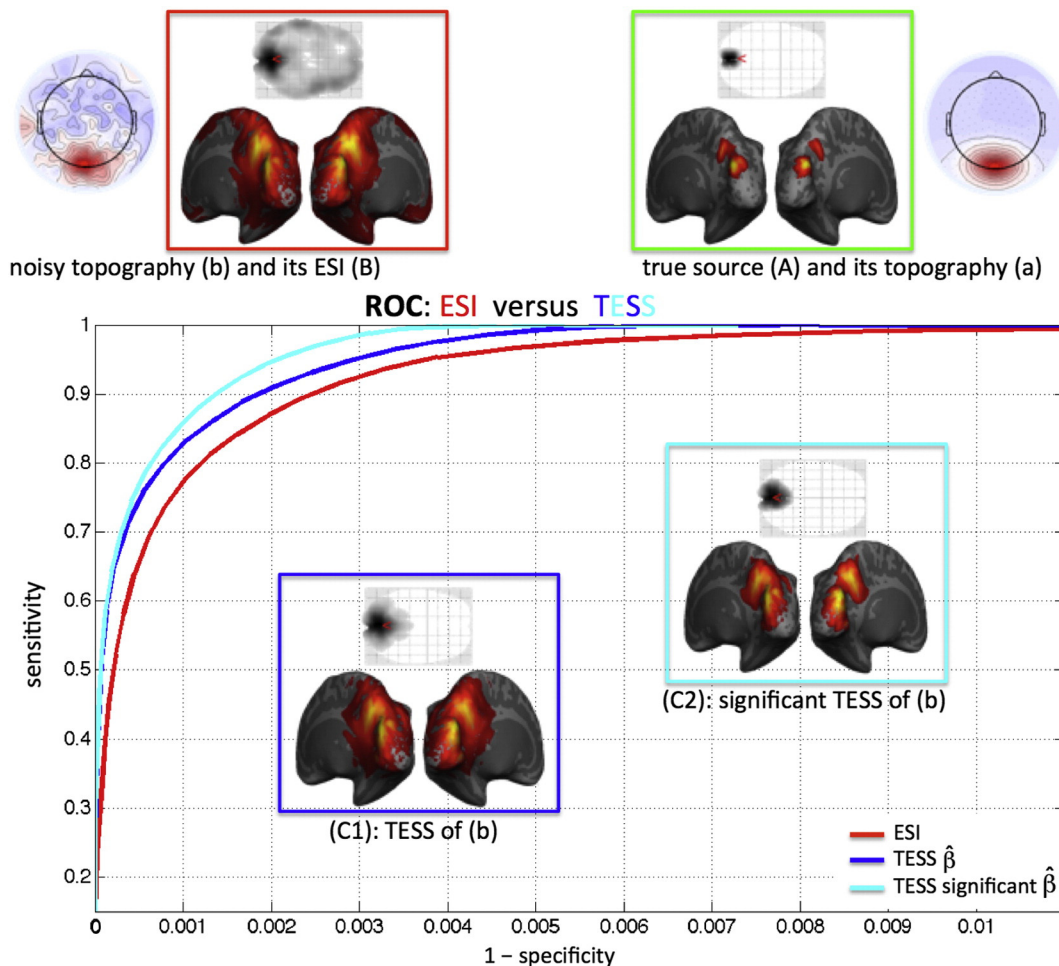 noisy topography (b) and its ESI (B)
true source (A) and its topography (a)
ROC: ESI versus TESS
1
0.9
0.8
0.7
0.6
0.5
0.4
0.3
0.2
sensitivity
(C2): significant TESS of (b)
(C1): TESS of (b)
ESI
TESS β̂
TESS significant β̂
0 0.001 0.002 0.003 0.004 0.005 0.006 0.007 0.008 0.009 0.01
1 – specificity